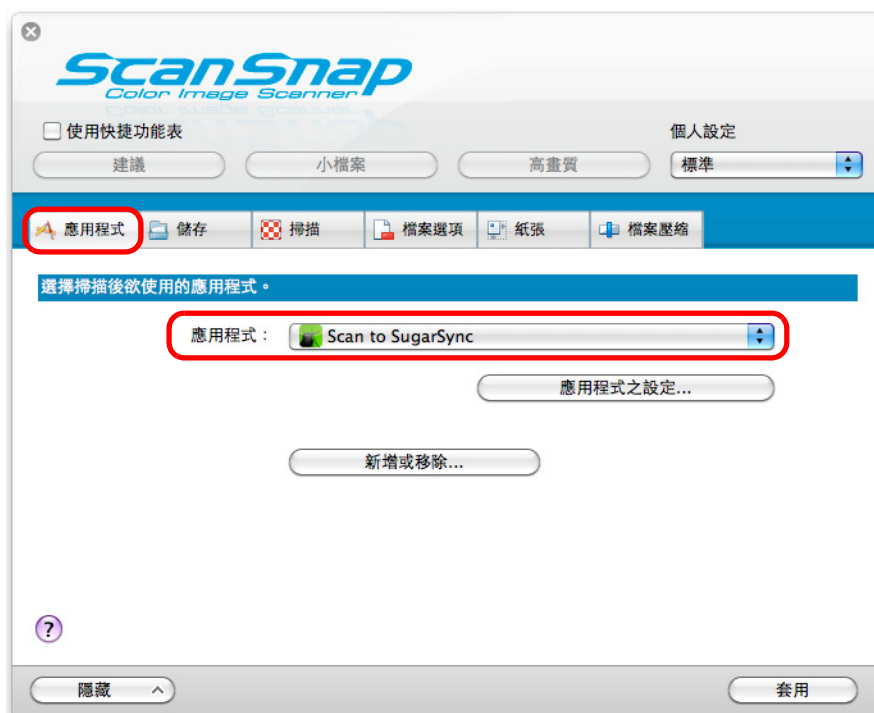 ScanSnap
Color Image Scanner
使用快捷功能表
個人設定
建議
小檔案
高畫質
標準
應用程式
儲存
掃描
檔案選項
紙張
檔案壓縮
選擇掃描後欲使用的應用程式。
應用程式：
Scan to SugarSync
應用程式之設定...
新增或移除...
?
隱藏
套用